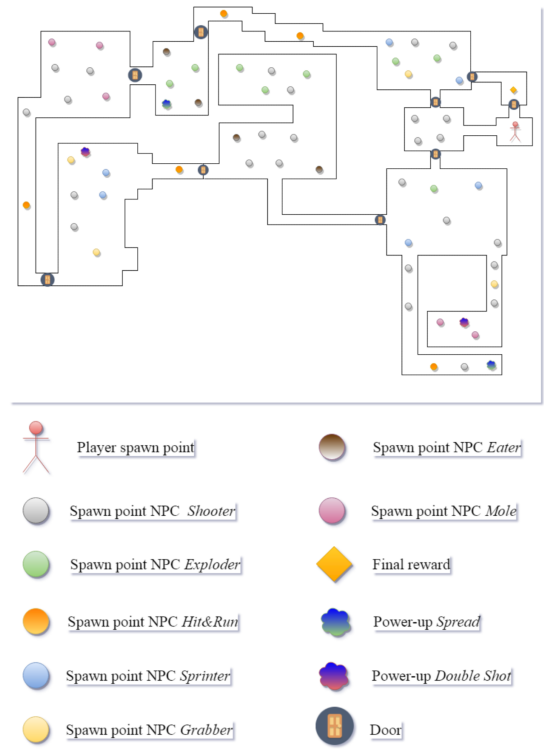 Player spawn point
Spawn point NPC Eater
Spawn point NPC Shooter
Spawn point NPC Mole
Spawn point NPC Exploder
Final reward
Spawn point NPC Hit&Run
Power-up Spread
Spawn point NPC Sprinter
Power-up Double Shot
Spawn point NPC Grabber
Door